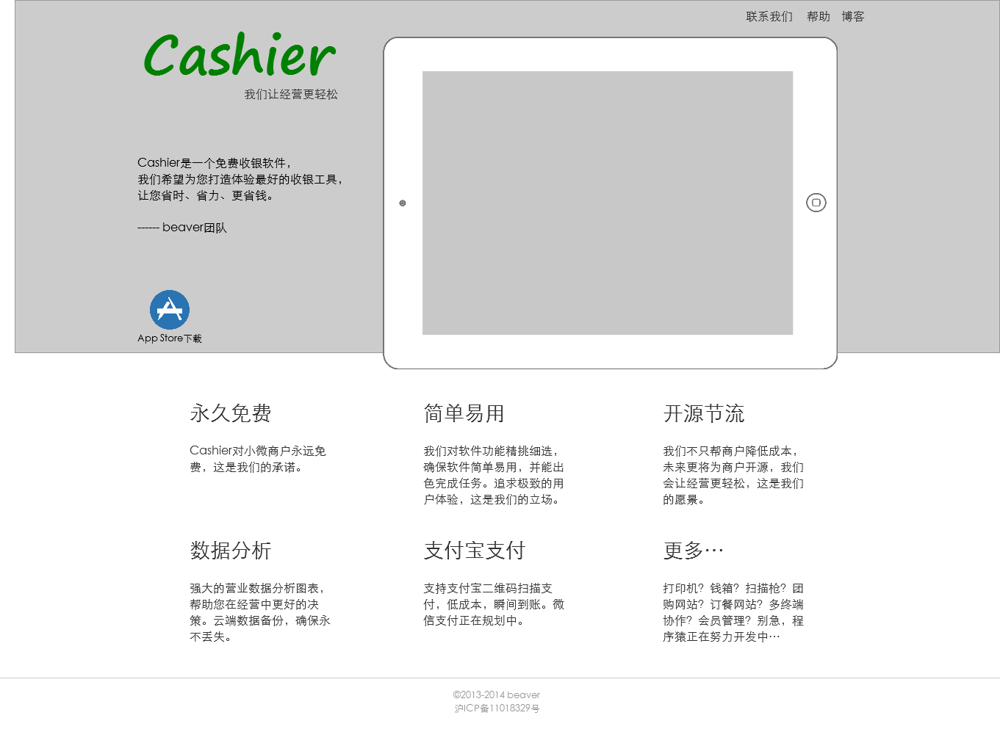 联系我们 帮助 博客
Cashier
我们让经营更轻松
Cashier是一个免费收银软件，
我们希望为您打造体验最好的收银工具，
让您省时、省力、更省钱。
------ beaver团队
App Store下载
永久免费
Cashier对小微商户永远免
费，这是我们的承诺。
简单易用
我们对软件功能精挑细选，
确保软件简单易用，并能出
色完成任务。追求极致的用
户体验，这是我们的立场。
开源节流
我们不只帮商户降低成本，
未来更将为商户开源，我们
会让经营更轻松，这是我们
的愿景。
数据分析
强大的营业数据分析图表，
帮助您在经营中更好的决
策。云端数据备份，确保永
不丢失。
支付宝支付
支持支付宝二维码扫描支
付，低成本，瞬间到账。微
信支付正在规划中。
更多…
打印机？钱箱？扫描枪？团
购网站？订餐网站？多终端
协作？会员管理？别急，程
序猿正在努力开发中…
©2013-2014 beaver
沪ICP备11018329号